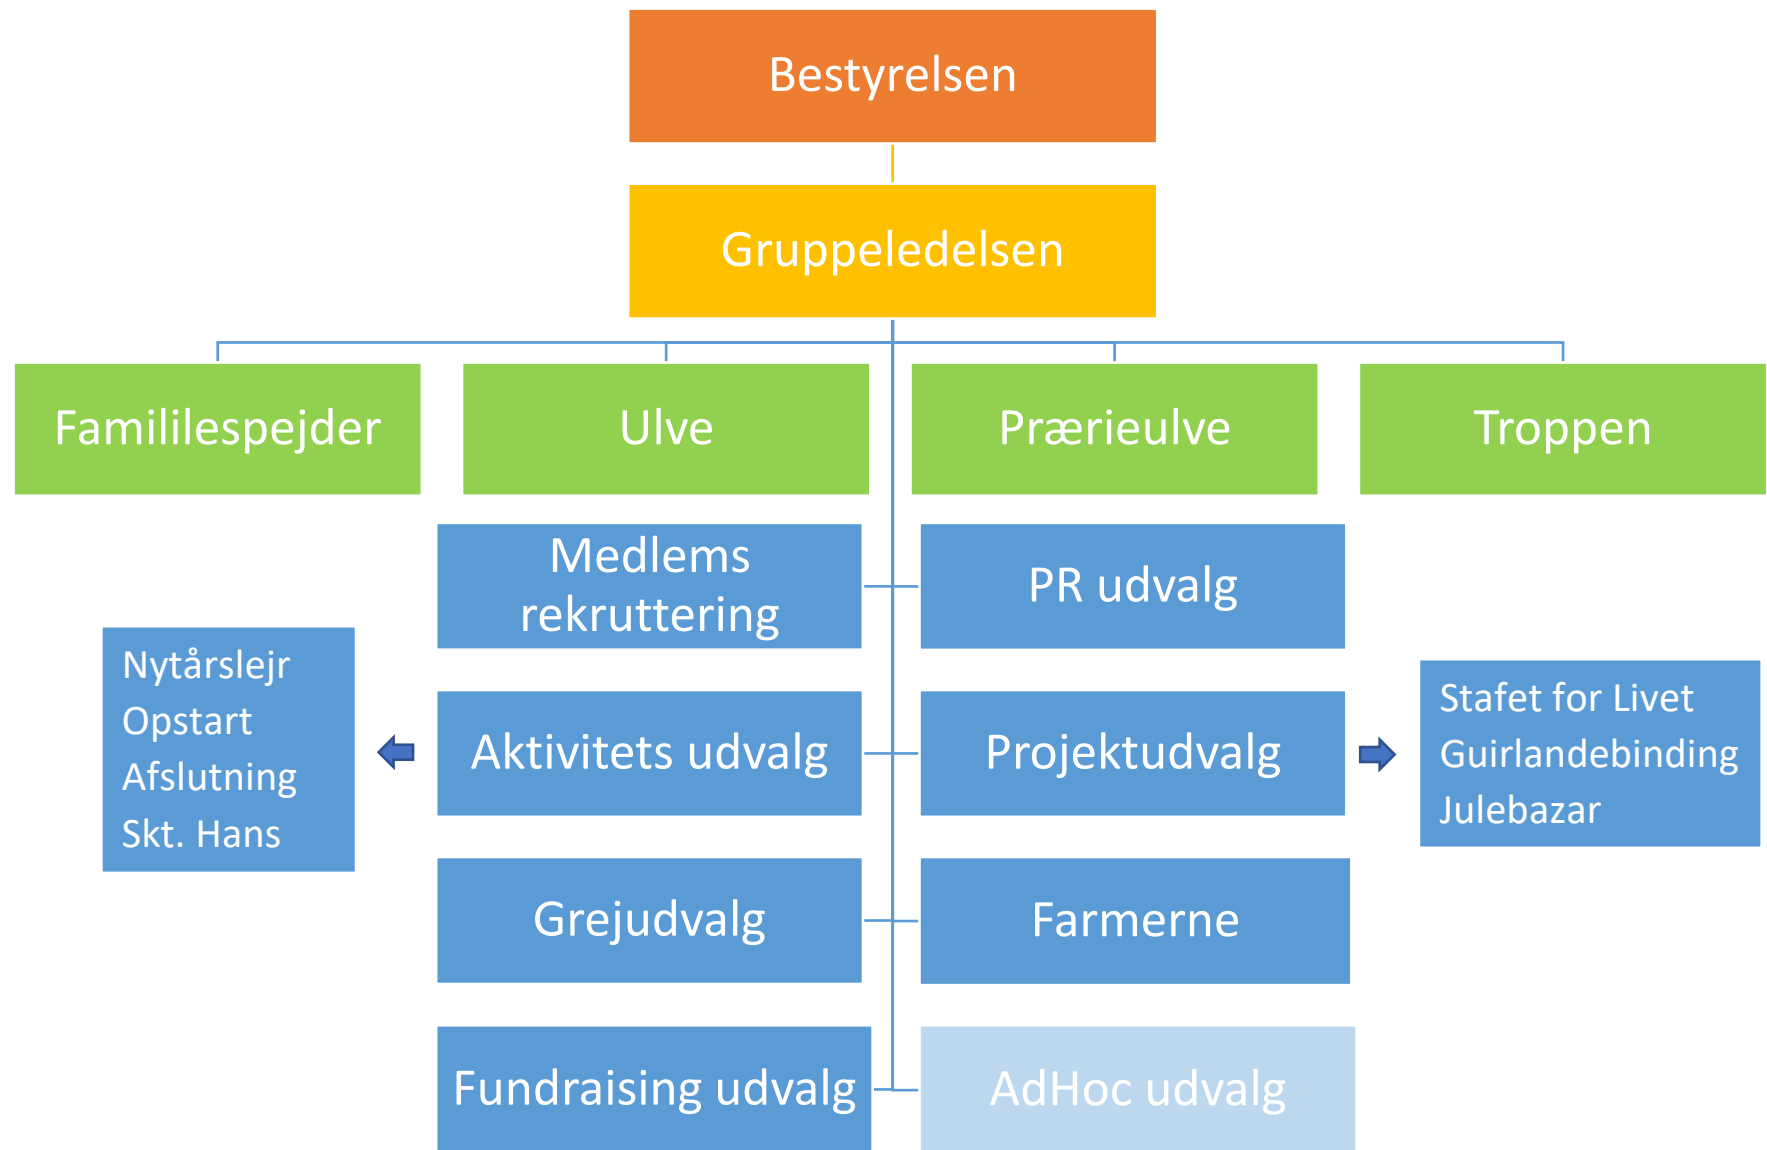 Bestyrelsen
Gruppeledelsen
Famililespejder
Ulve
Prærieulve
Troppen
Medlems
rekruttering
PR udvalg
Nytårslejr
Opstart
Afslutning
Skt. Hans
Aktivitets udvalg
Projektudvalg
Stafet for Livet
Guirlandebinding
Julebazar
Grejudvalg
Farmerne
Fundraising udvalg
AdHoc udvalg